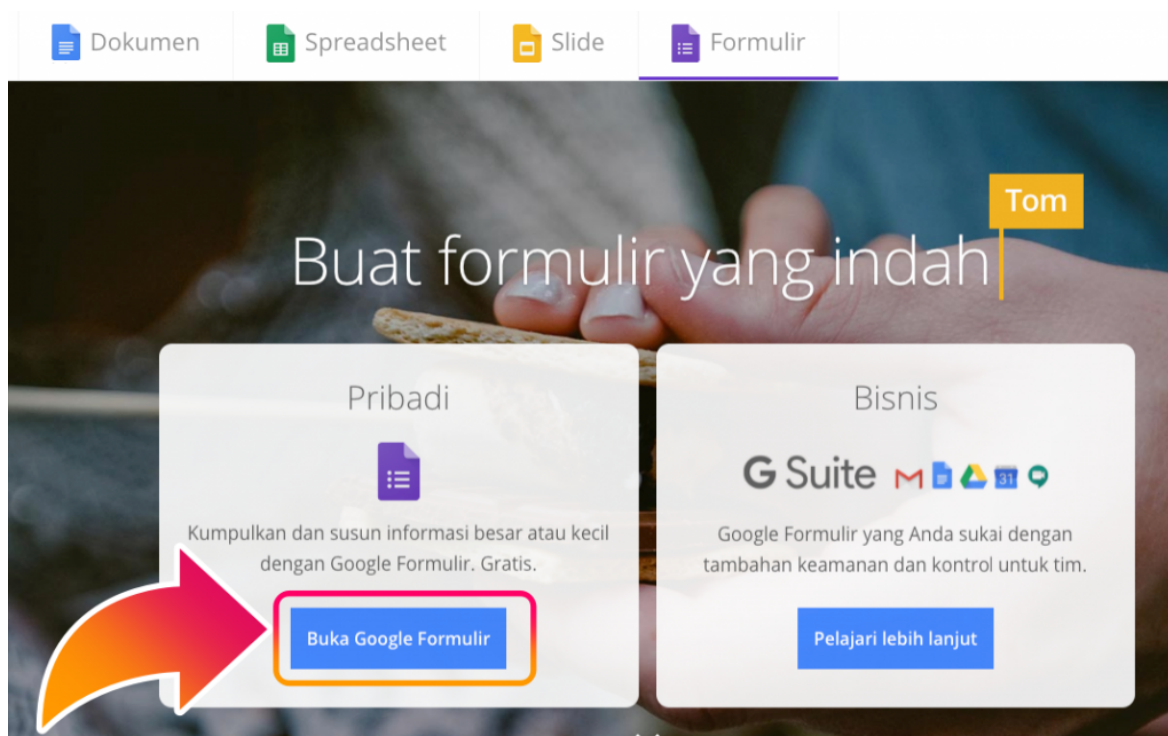 Dokumen
Spreadsheet
Slide
Formulir
Tom
Buat formulir yang indah
Pribadi
Kumpulkan dan susun informasi besar atau kecil
dengan Google Formulir. Gratis.
Buka Google Formulir
Bisnis
G Suite
31
Google Formulir yang Anda sukai dengan
tambahan keamanan dan kontrol untuk tim.
Pelajari lebih lanjut